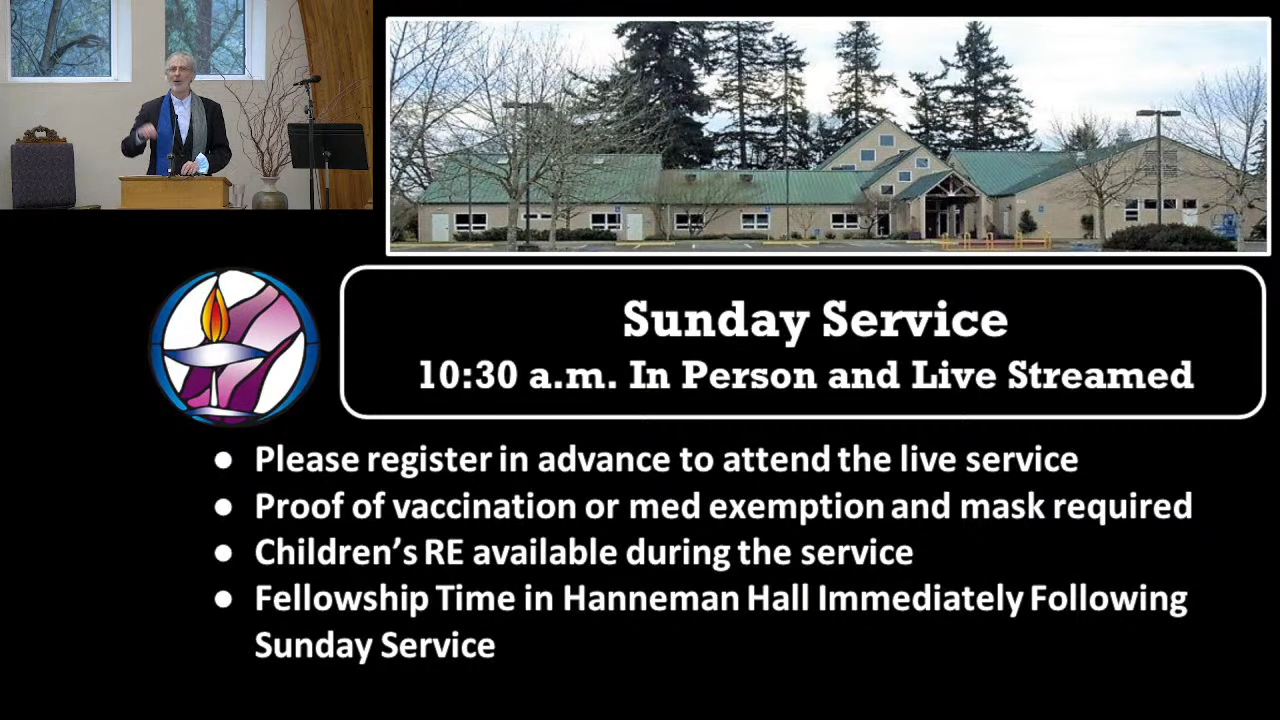 Sunday Service
10:30 a.m. In Person and Live Streamed
● Please register in advance to attend the live service
● Proof of vaccination or med exemption and mask required
● Children's RE available during the service
● Fellowship Time in Hanneman Hall Immediately Following
Sunday Service